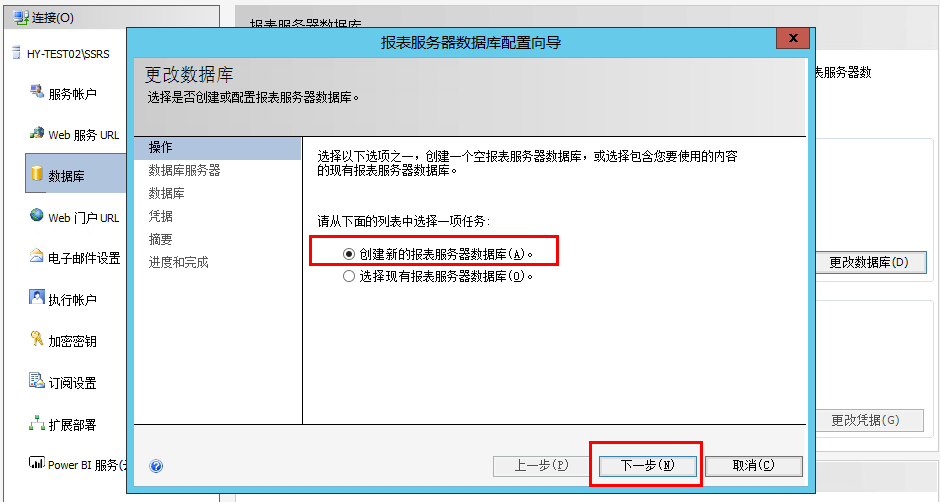 连接(O)
HY-TEST02\SSRS
服务帐户
Web 服务 URL
数据库
Web 门户 URL
电子邮件设置
执行帐户
加密密钥
订阅设置
扩展部署
Power BI 服务(
报表服务器数据库
表服务器数
更改数据库(D)
更改凭据(G)
报表服务器数据库配置向导
x
更改数据库
选择是否创建或配置报表服务器数据库。
操作
数据库服务器
数据库
凭据
摘要
进度和完成
选择以下选项之一，创建一个空报表服务器数据库，或选择包含您要使用的内容
的现有报表服务器数据库。
请从下面的列表中选择一项任务:
创建新的报表服务器数据库(A)。
选择现有报表服务器数据库(O)。
?
上一步(P)
下一步(N)
取消(C)